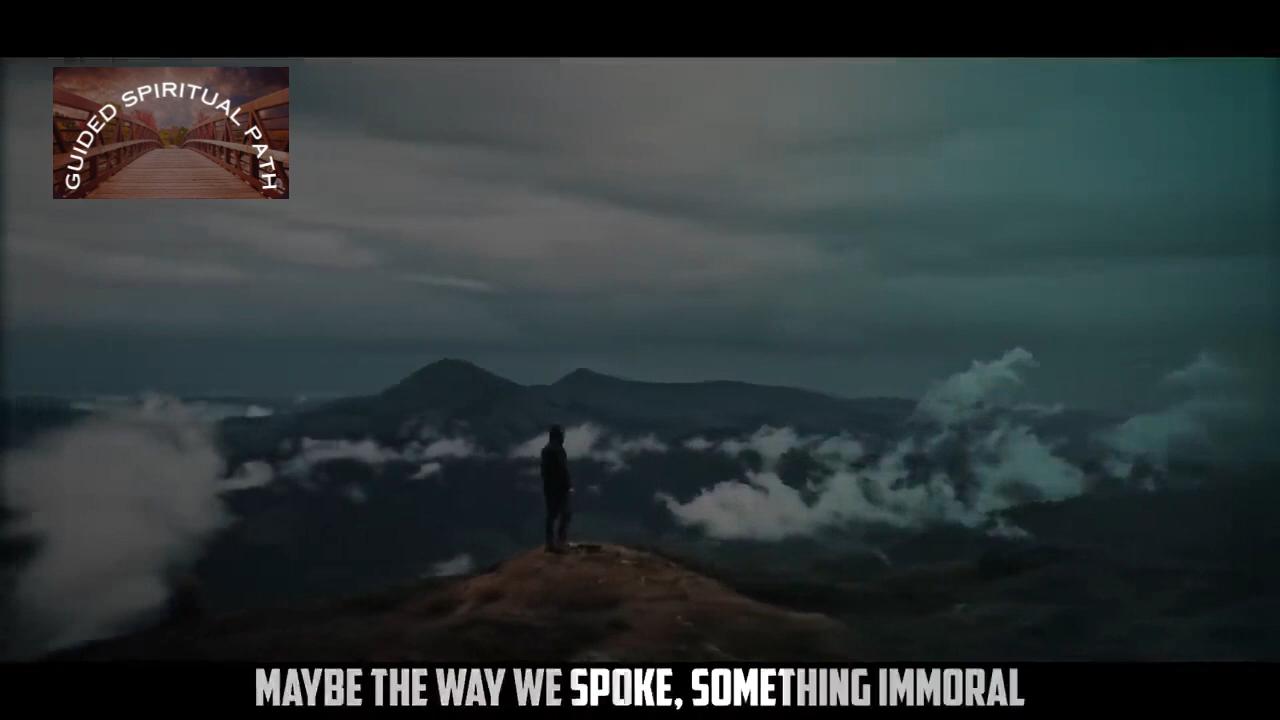 GUIDED SPIRITUAL PATH
MAYBE THE WAY WE SPOKE, SOMETHING IMMORAL